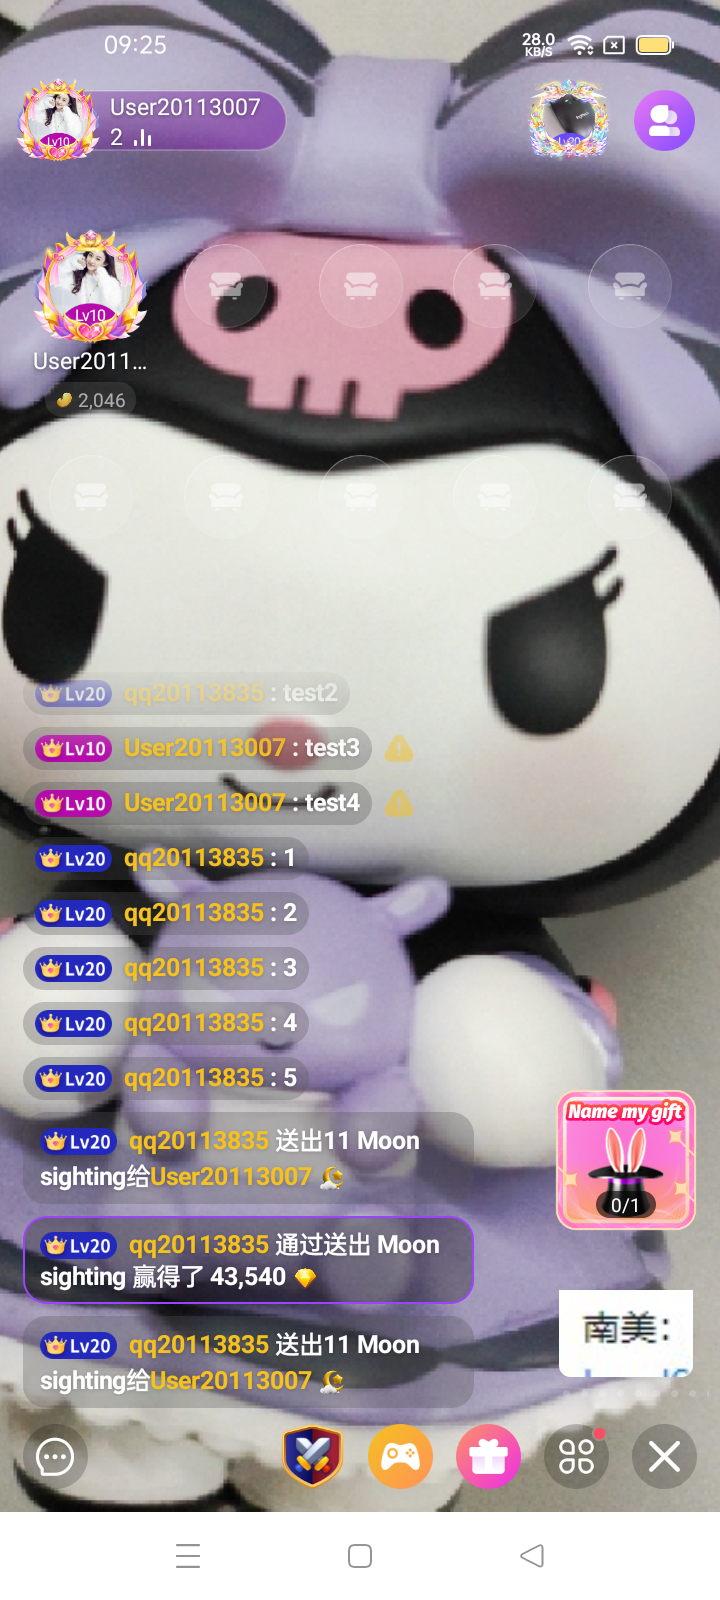 09:25
28.0
KB/S
User20113007
2
Lv10
Lv20
Lv10
User2011...
2,046
Lv20 qq20113835 : test2
Lv10 User20113007 : test3
Lv10 User20113007 : test4
Lv20 qq20113835 : 1
Lv20 qq20113835 : 2
Lv20 qq20113835 : 3
Lv20 qq20113835 : 4
Lv20 qq20113835 : 5
Lv20 qq20113835 送出11 Moon
sighting给User20113007
Name my gift
0/1
Lv20 qq20113835 通过送出 Moon
sighting 赢得了 43,540
南美:
Lv20 qq20113835 送出11 Moon
sighting给User20113007